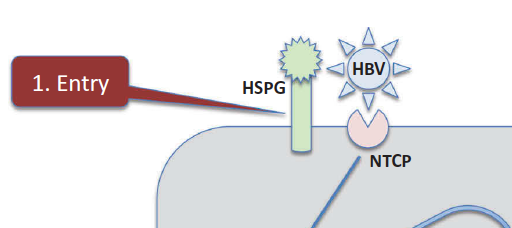 1. Entry
HSPG
HBV
NTCP